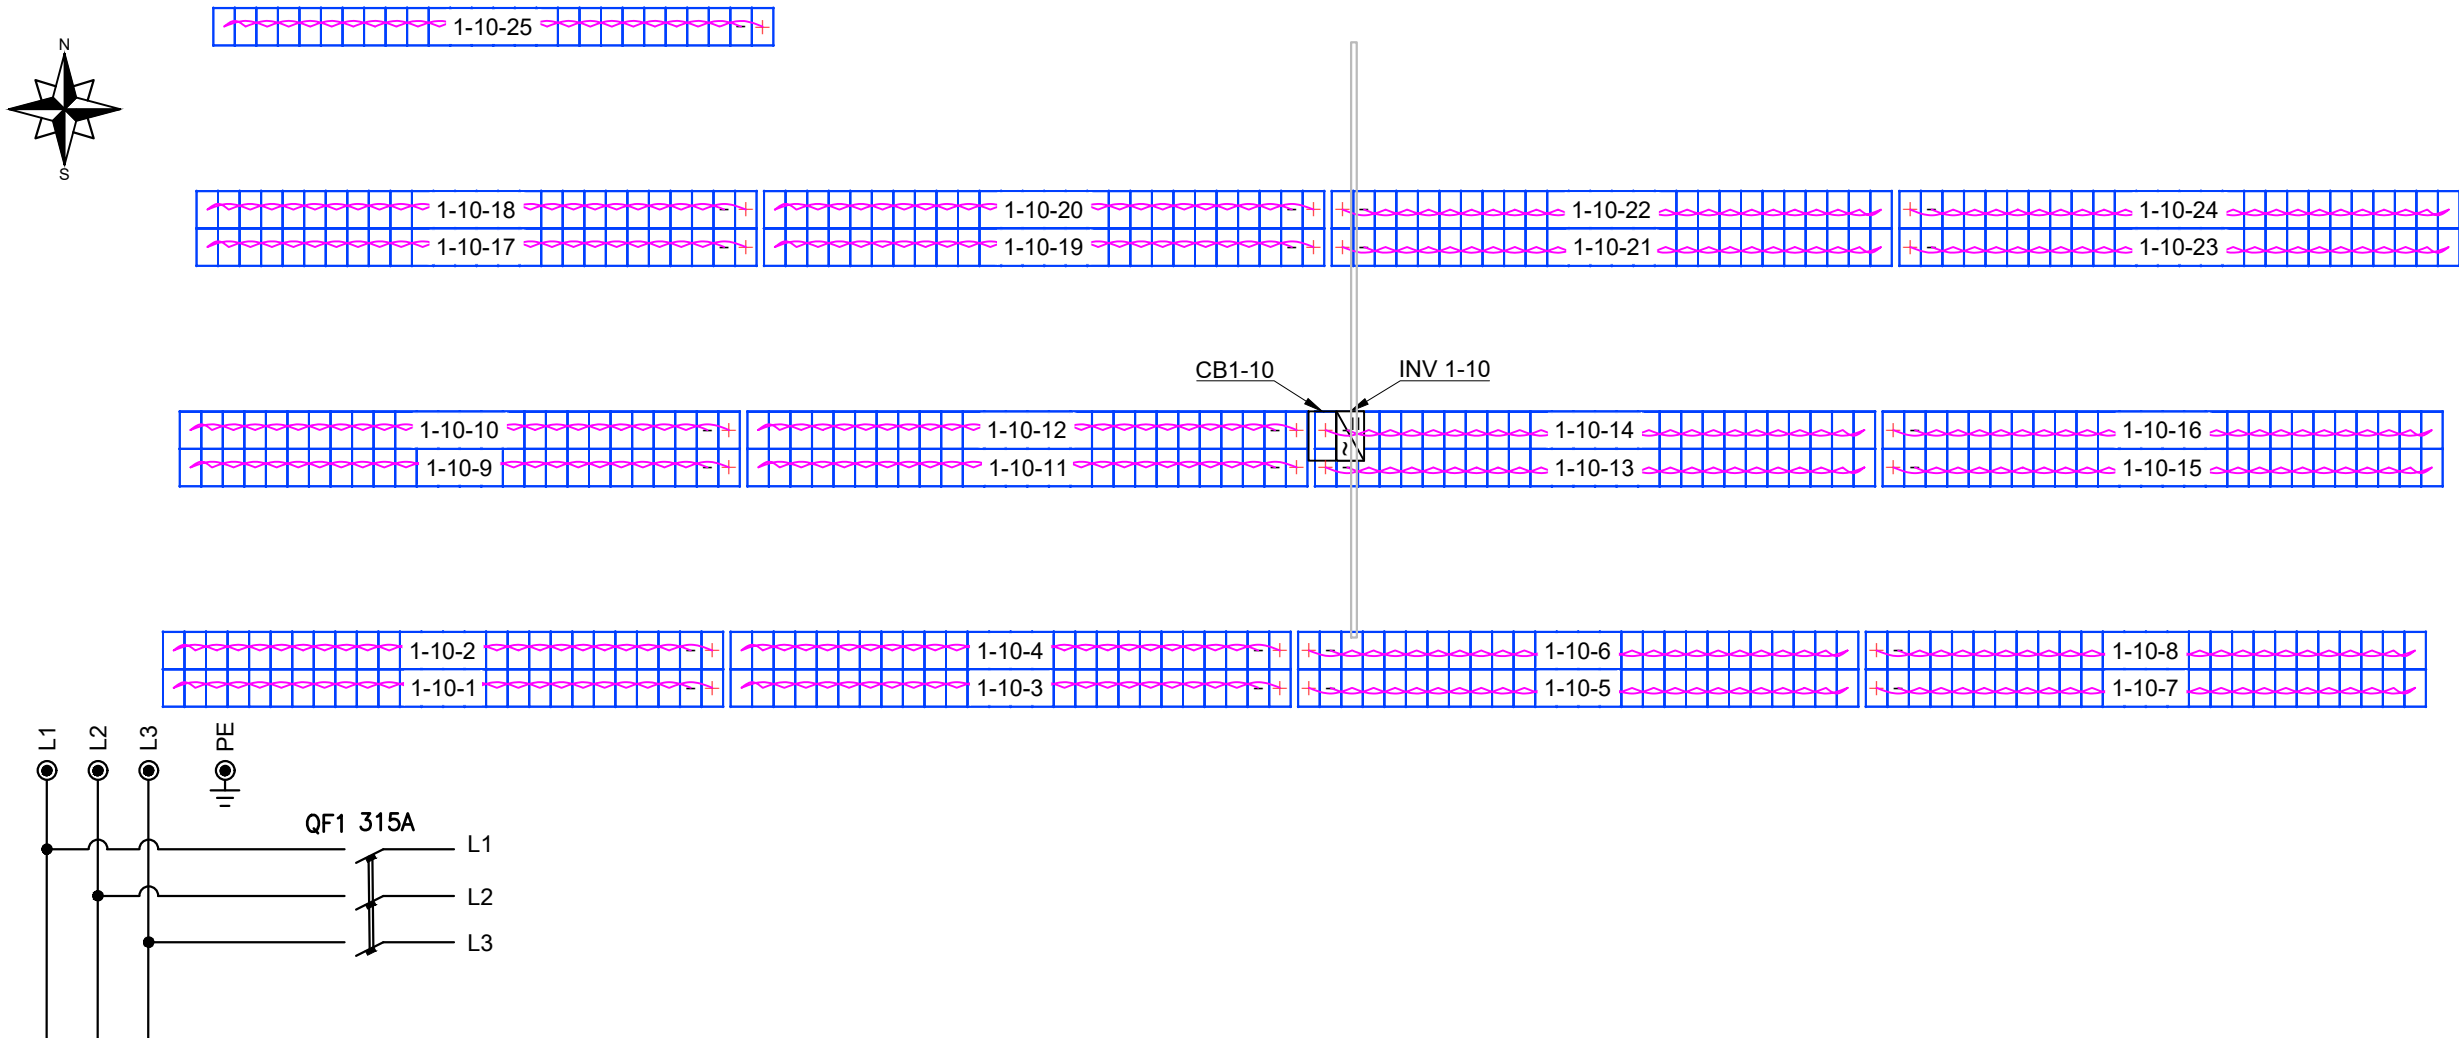 1-10-25
N
S
1-10-18 1-10-20 1-10-22 1-10-24
1-10-17 1-10-19 1-10-21 1-10-23
CB1-10 INV 1-10
1-10-10 1-10-12 1-10-14 1-10-16
1-10-9 1-10-11 1-10-13 1-10-15
1-10-2 1-10-4 1-10-6 1-10-8
1-10-1 1-10-3 1-10-5 1-10-7
L1 L2 L3 PE
QF1 315A
L1
L2
L3